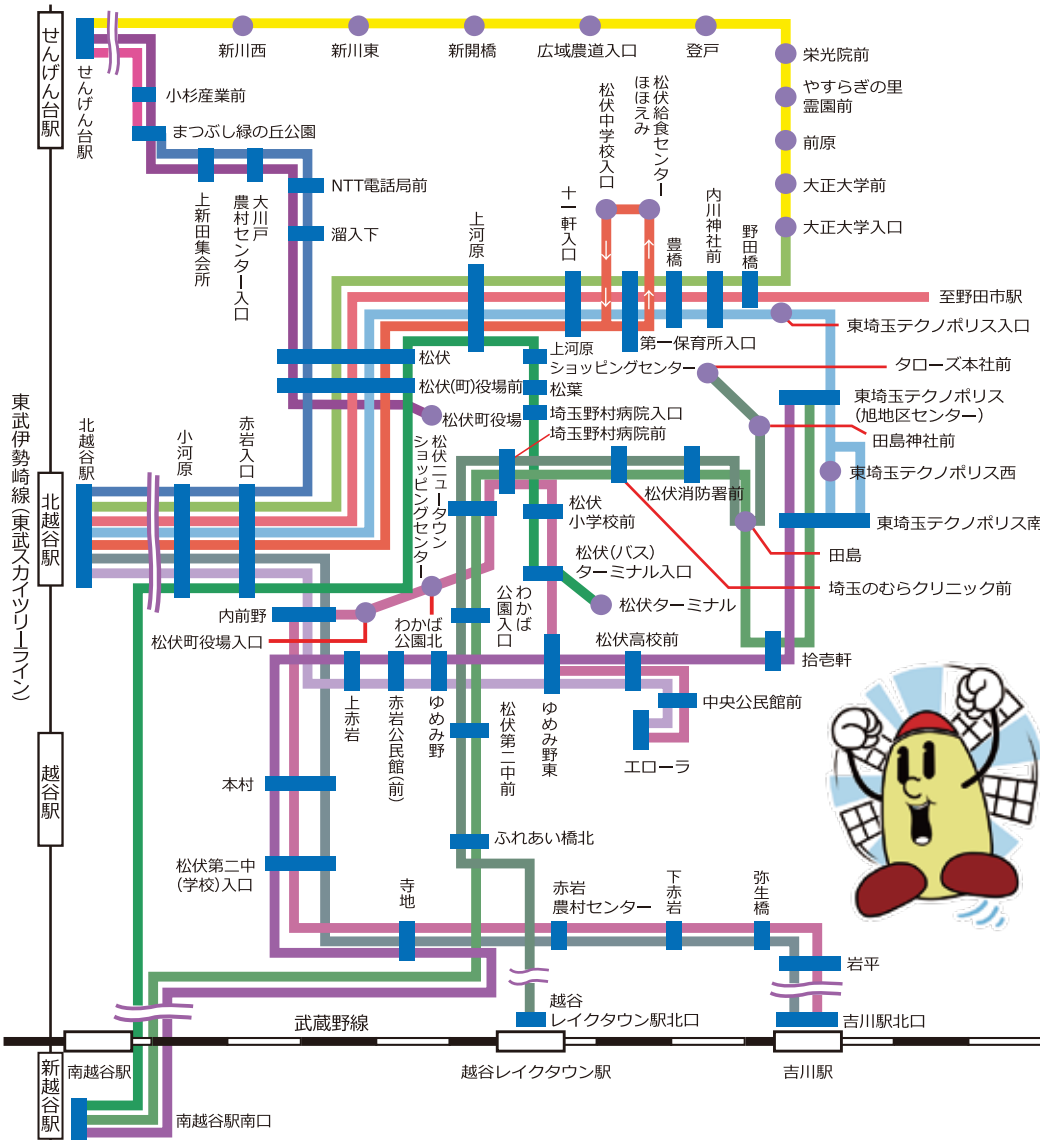 せんげん台駅
せんげん台駅
新川西
新川東
新開橋
広域農道入口
登戸
栄光院前
やすらぎの里
霊園前
前原
大正大学前
大正大学入口
小杉産業前
まつぶし緑の丘公園
上新田集会所
大川戸
農村センター入口
NTT電話局前
溜入下
上河原
十一軒入口
松伏中学校入口
松伏給食センター
ほほえみ
豊橋
内川神社前
野田橋
至野田市駅
東埼玉テクノポリス入口
第一保育所入口
松伏
松伏(町)役場前
松伏町役場
上河原
ショッピングセンター
松葉
埼玉野村病院入口
埼玉野村病院前
タローズ本社前
東埼玉テクノポリス
(旭地区センター)
田島神社前
東埼玉テクノポリス西
東埼玉テクノポリス南
東武伊勢崎線(東武スカイツリーライン)
北越谷駅
北越谷駅
小河原
赤岩入口
松伏ニュータウン
ショッピングセンター
松伏消防署前
松伏
小学校前
田島
松伏(バス)
ターミナル入口
埼玉のむらクリニック前
松伏ターミナル
内前野
松伏町役場入口
わかば
公園北
わかば
公園入口
松伏高校前
拾壱軒
上赤岩
赤岩公民館(前)
ゆめみ野
松伏第二中前
ゆめみ野東
中央公民館前
エローラ
越谷駅
本村
松伏第二中
(学校)入口
ふれあい橋北
寺地
赤岩
農村センター
下赤岩
弥生橋
岩平
越谷
レイクタウン駅北口
吉川駅北口
武蔵野線
新越谷駅
南越谷駅
越谷レイクタウン駅
吉川駅
南越谷駅南口